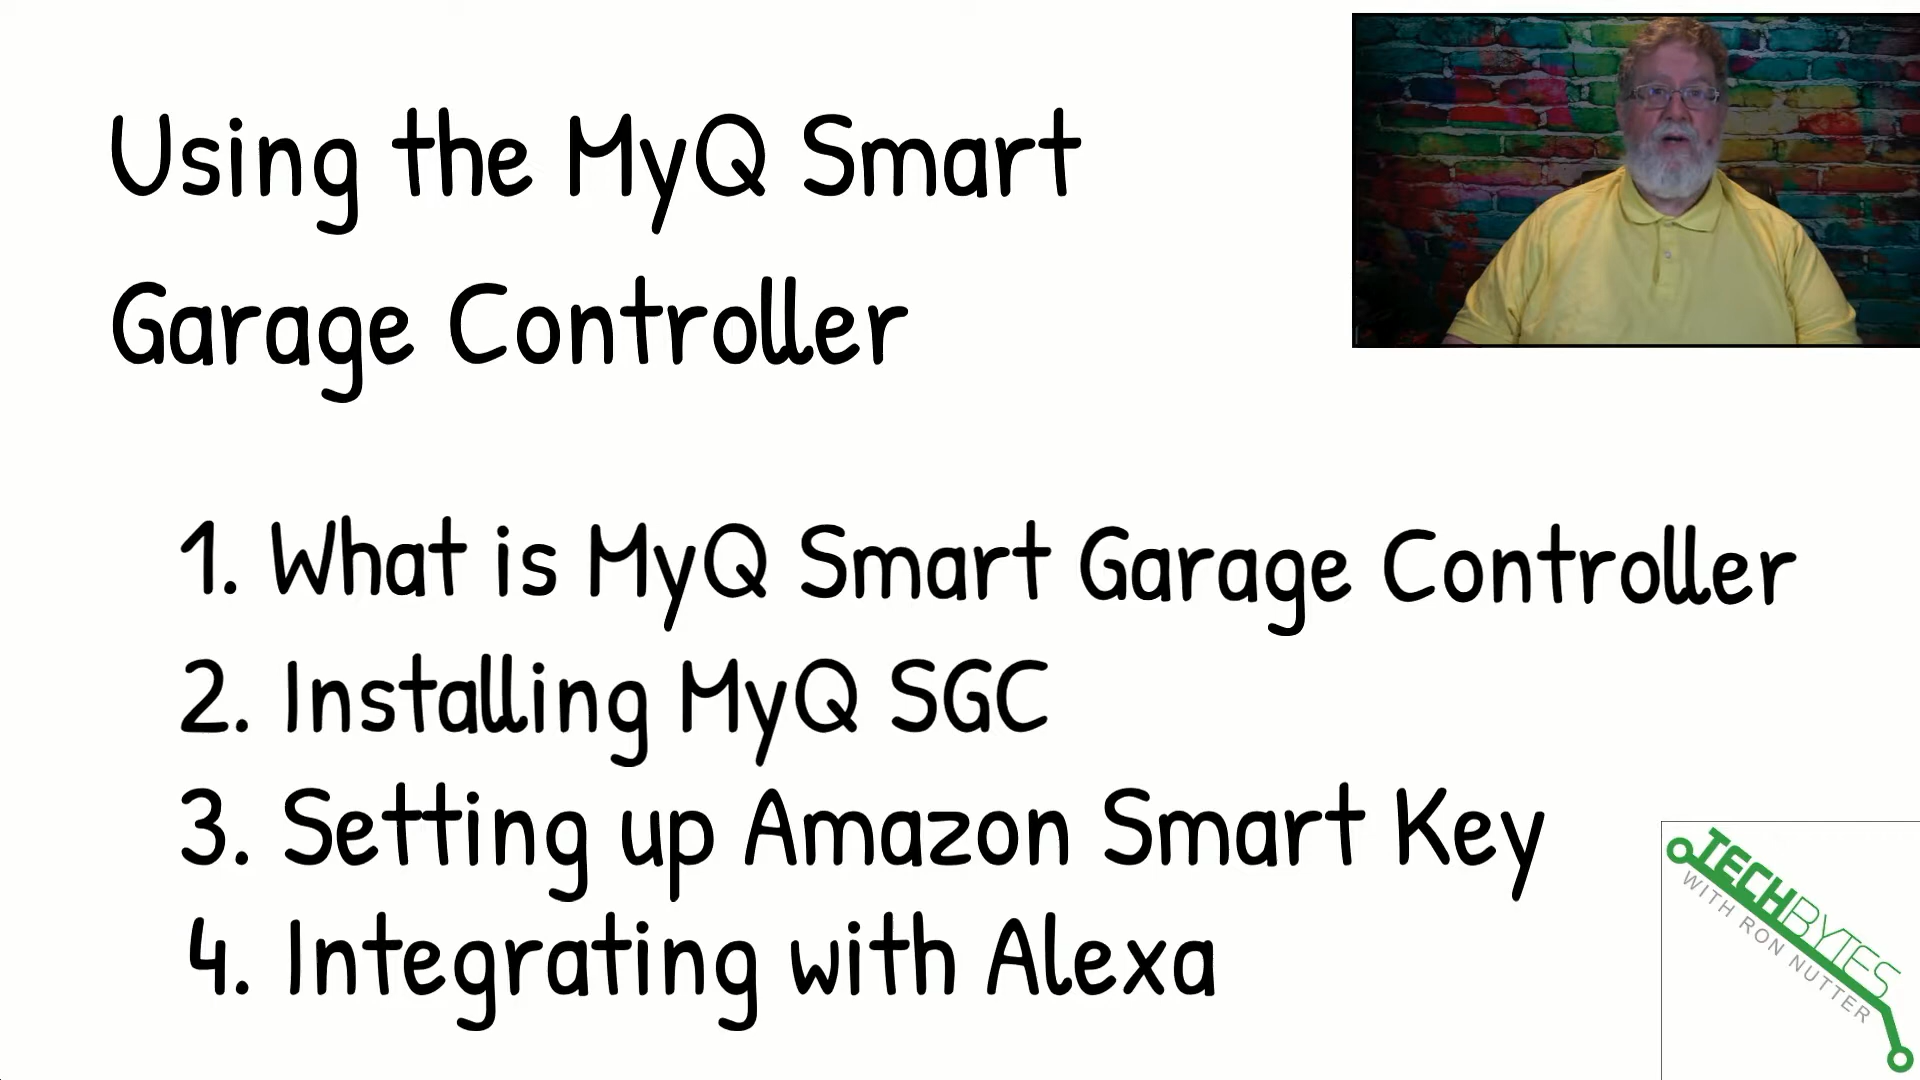 Using the MyQ Smart
Garage Controller
1. What is MyQ Smart Garage Controller
2. Installing MyQ SGC
3. Setting up Amazon Smart Key
4. Integrating with Alexa
TECHBYTES
WITH RON NUTTER